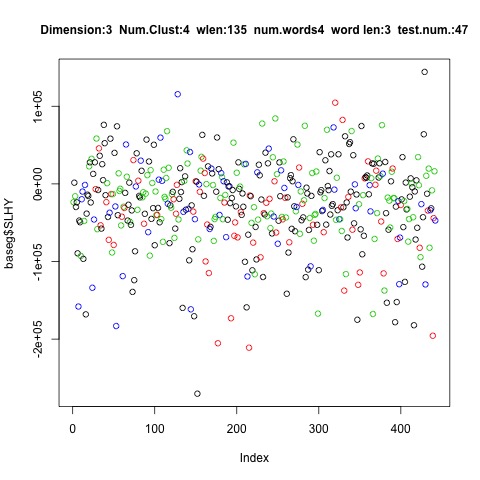 Dimension:3 Num.Clust:4 wlen:135 num.words4 word len:3 test.num.:47
baseg$SLHY
1e+05
0e+00
-1e+05
-2e+05
0 100 200 300 400
Index